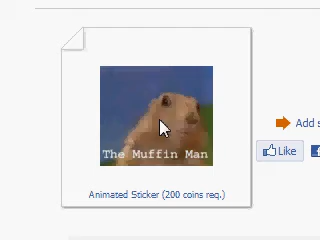 The Muffin Man
Add
Like
Animated Sticker (200 coins req.)